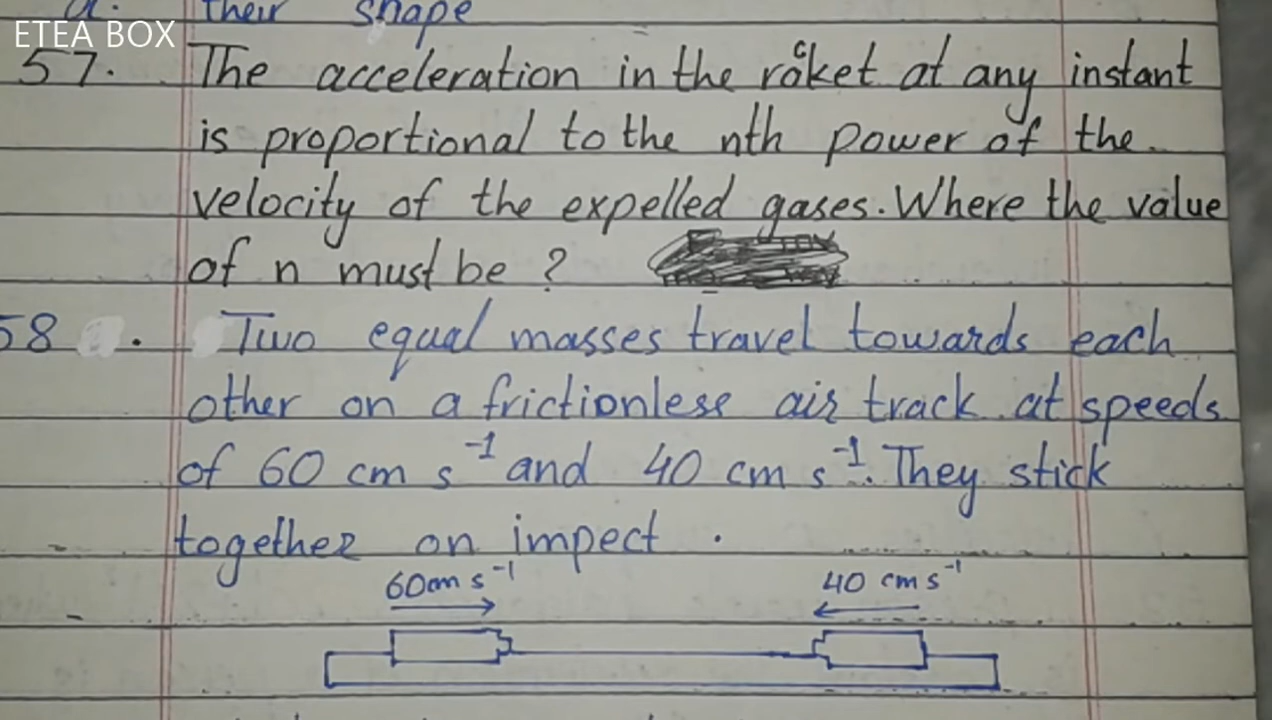 d. their shape
ETEA BOX
57. The acceleration in the rocket at any instant
is proportional to the nth power of the
velocity of the expelled gases. Where the value
of n must be ?
58 . Two equal masses travel towards each
other on a frictionless air track at speeds
of 60 cm s⁻¹ and 40 cm s⁻¹. They stick
together on impect .
60cm s⁻¹ 40 cm s⁻¹